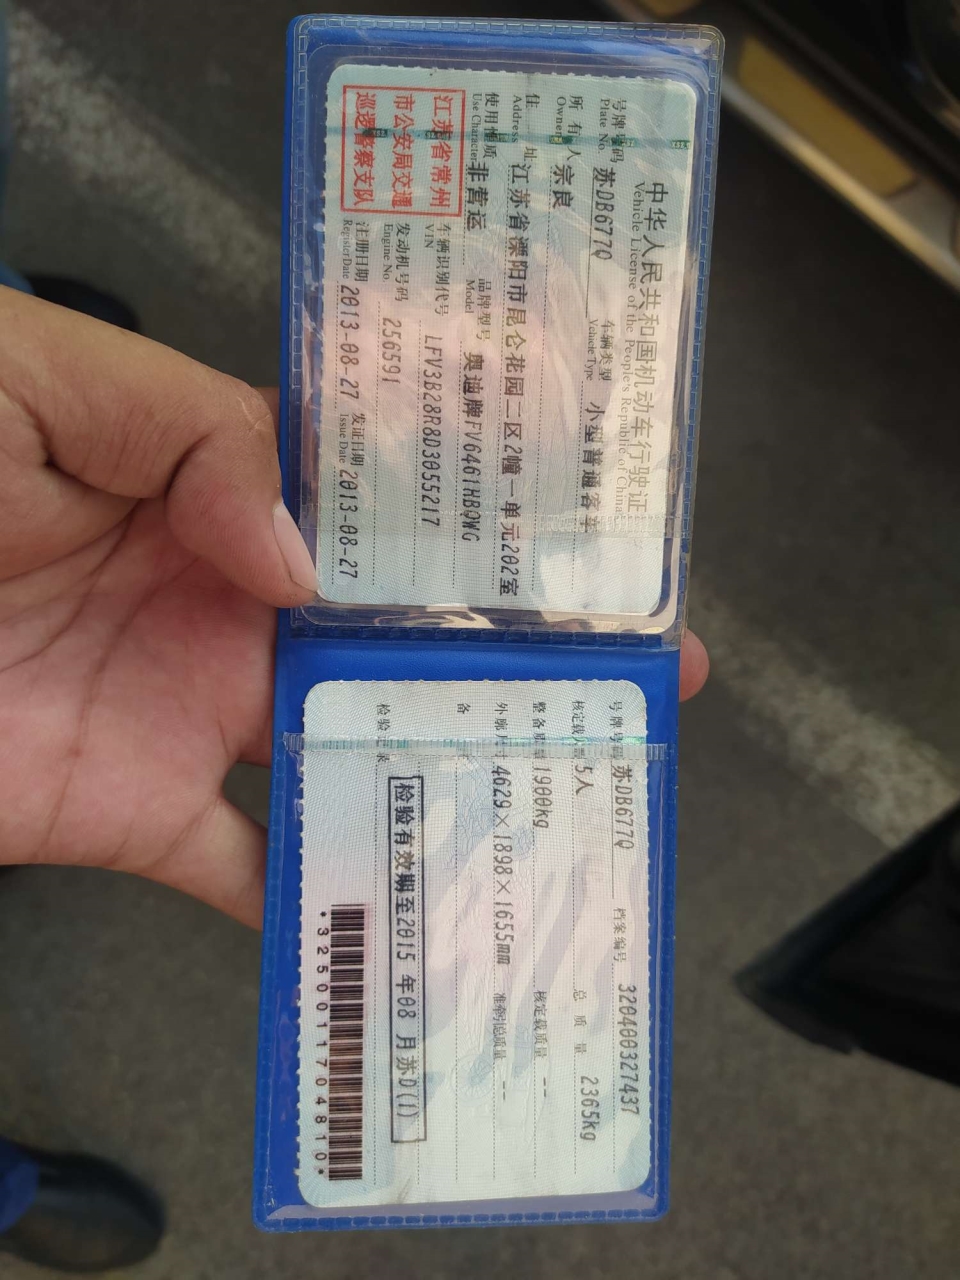 中华人民共和国机动车行驶证
Vehicle License of the People's Republic of China
号牌号码 苏DB677Q 车辆类型 小型普通客车
Plate No. Vehicle Type
所有人 宗良
Owner
住址 江苏省溧阳市昆仑花园二区2幢一单元202室
Address
使用性质 非营运 品牌型号 奥迪牌FV6461HBQWG
Use Character Model
江苏省常州
市公安局交通
巡逻警察支队
车辆识别代号 LFV3B28R8D3055217
VIN
发动机号码 256591
Engine No.
注册日期 2013-08-27 发证日期 2013-08-27
Register Date Issue Date
号牌号码 苏DB677Q 档案编号 320400327437
核定载人数 5人 总质量 2365kg
整备质量 1900kg 核定载质量 --
外廓尺寸 4629×1898×1655mm 准牵引总质量 --
备
检验记录
检验有效期至2015年08月苏D(1)
*3250011704810*